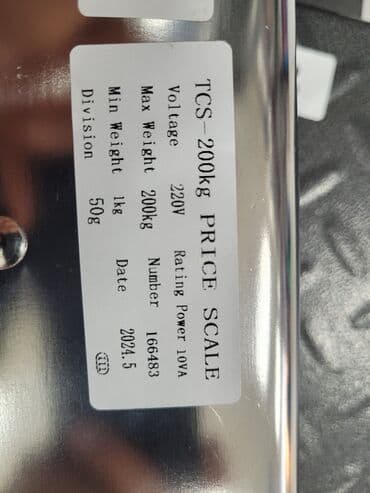 TCS-200kg PRICE SCALE
Voltage 220V Rating Power 10VA
Max Weight 200kg Number 166483
Min Weight 1kg Date 2024.5
Division 50g